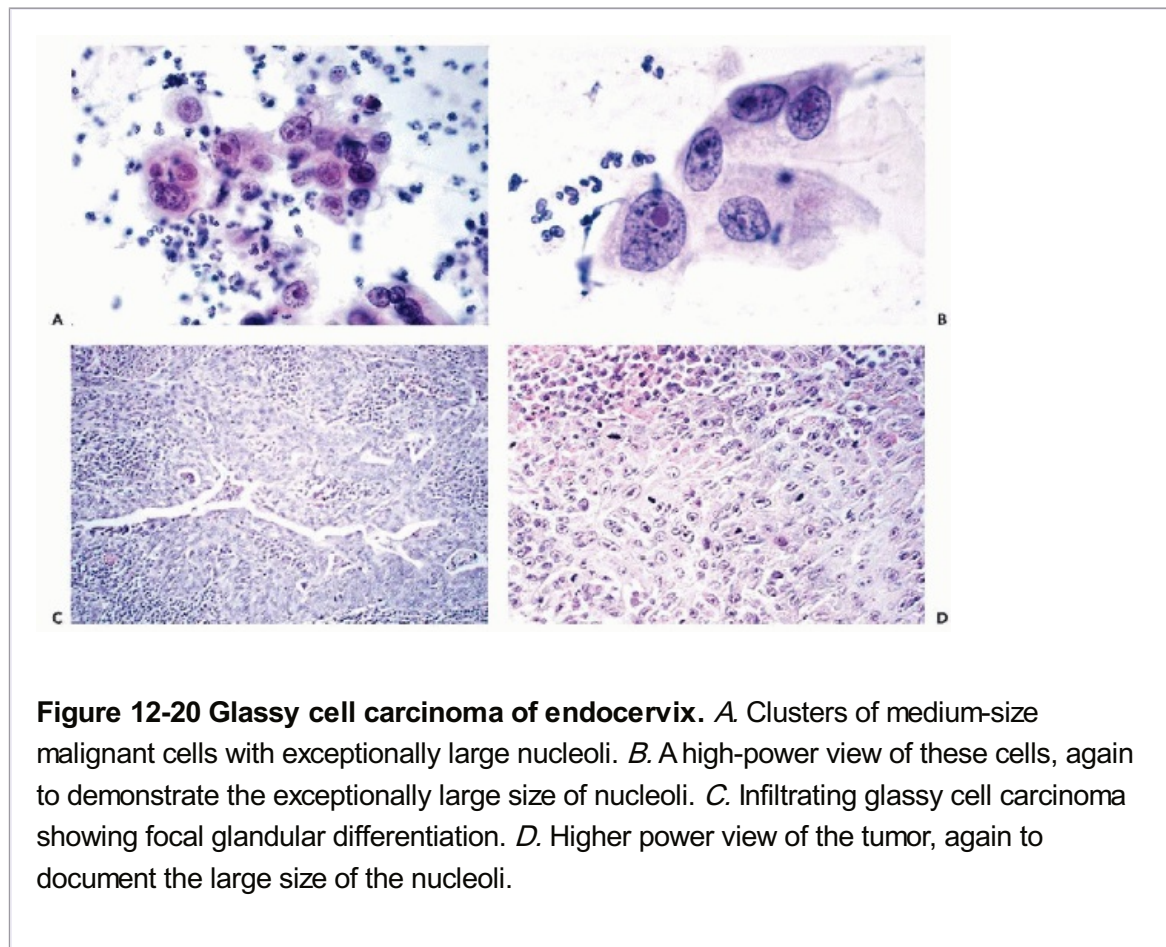 A
B
C
D
Figure 12-20 Glassy cell carcinoma of endocervix. A. Clusters of medium-size
malignant cells with exceptionally large nucleoli. B. A high-power view of these cells, again
to demonstrate the exceptionally large size of nucleoli. C. Infiltrating glassy cell carcinoma
showing focal glandular differentiation. D. Higher power view of the tumor, again to
document the large size of the nucleoli.